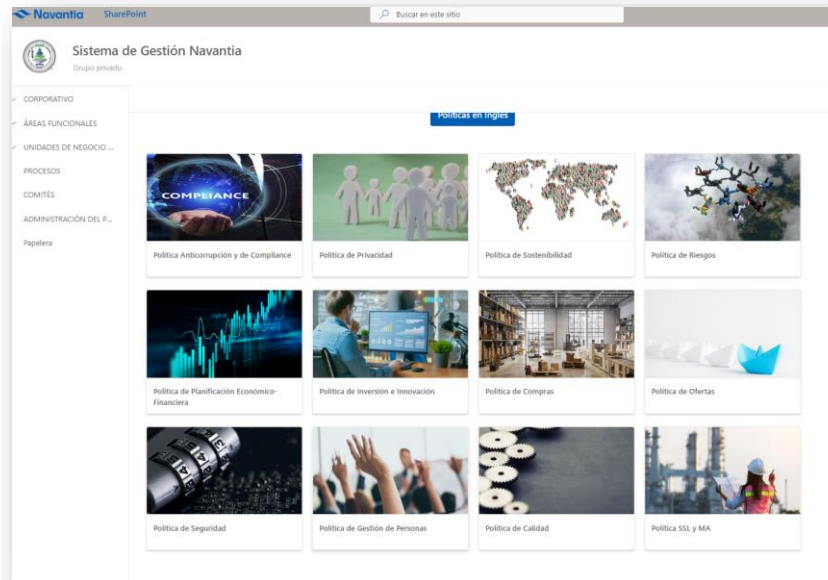 Navantia SharePoint
Buscar en este sitio
Sistema de Gestión Navantia
Grupo privado
CORPORATIVO
ÁREAS FUNCIONALES
UNIDADES DE NEGOCIO ...
PROCESOS
COMITÉS
ADMINISTRACIÓN DEL P...
Papelera
Políticas en Inglés
COMPLIANCE
Política Anticorrupción y de Compliance
Política de Privacidad
Política de Sostenibilidad
Política de Riesgos
Política de Planificación Económico-
Financiera
Política de Inversión e Innovación
Política de Compras
Política de Ofertas
Política de Seguridad
Política de Gestión de Personas
Política de Calidad
Política SSL y MA